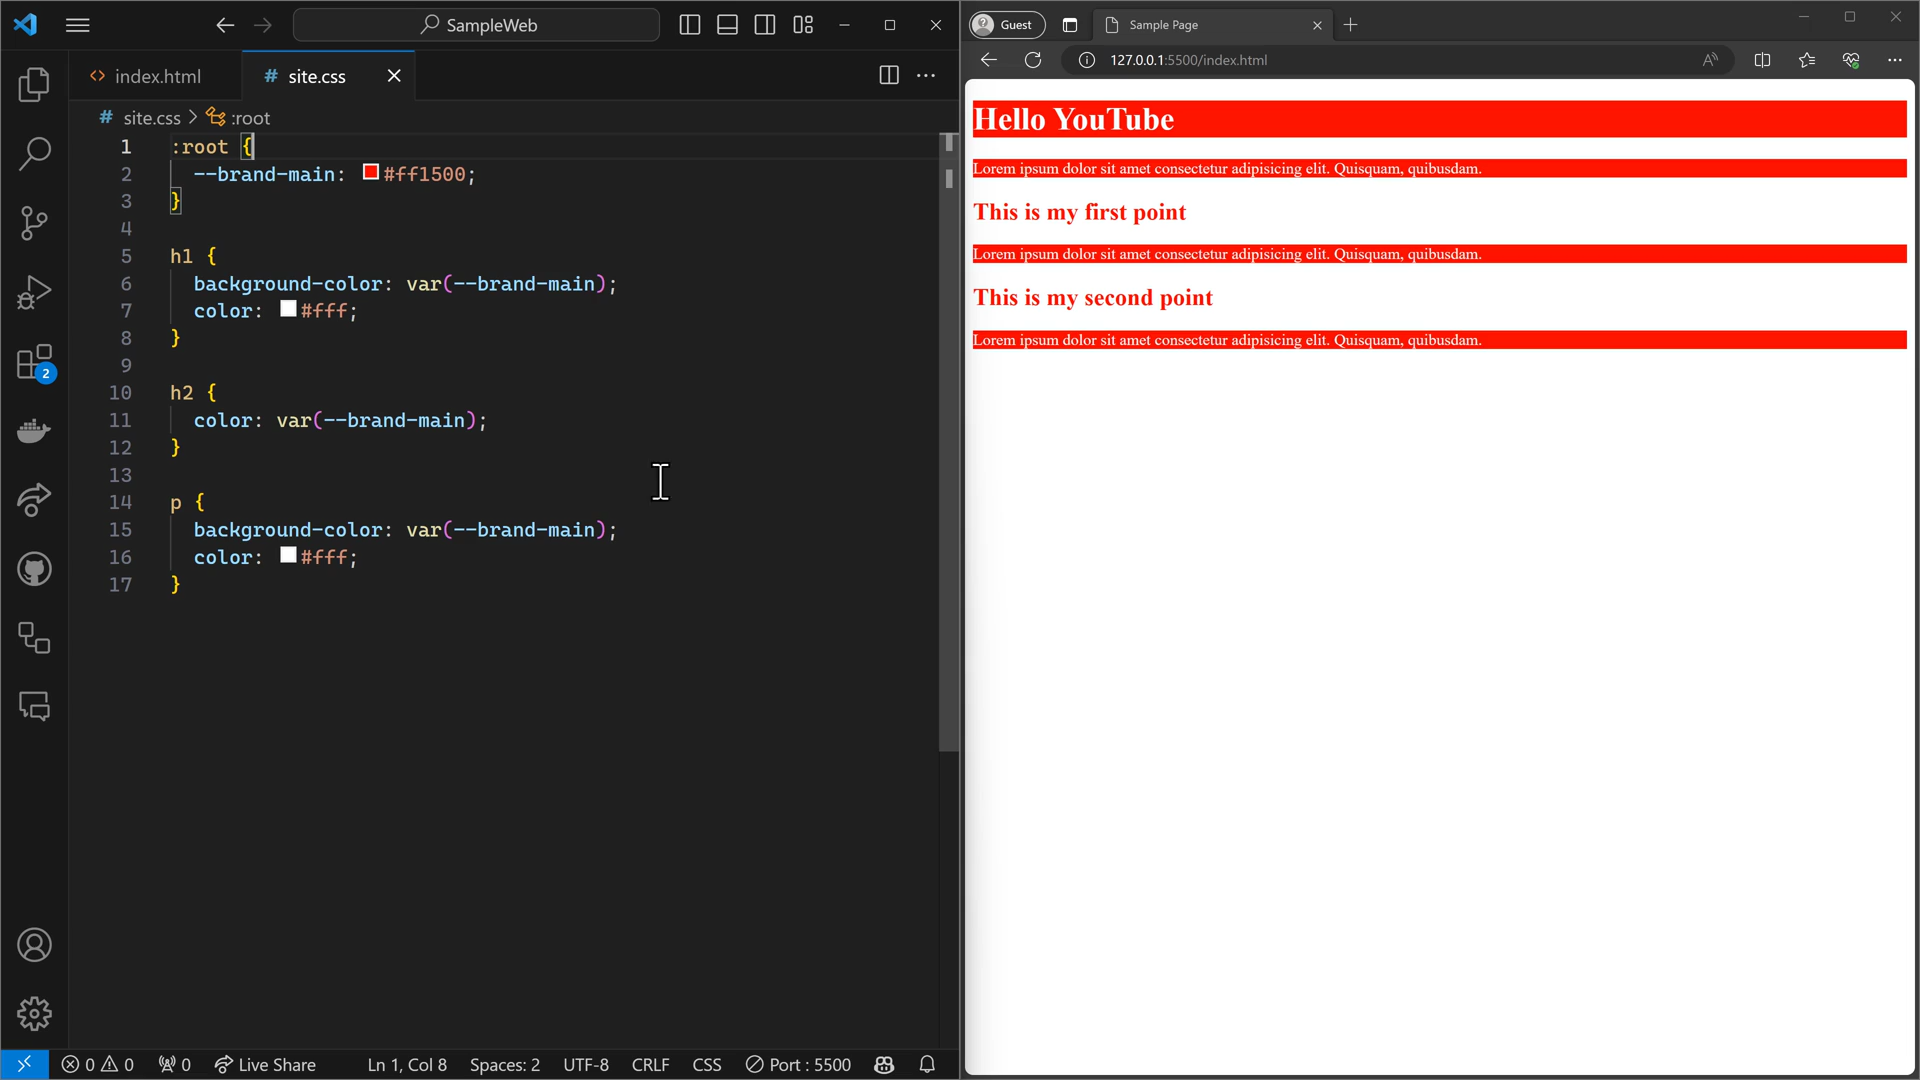 SampleWeb
index.html
# site.css
# site.css > :root
1 :root {
2 --brand-main: #ff1500;
3 }
4
5 h1 {
6 background-color: var(--brand-main);
7 color: #fff;
8 }
9
10 h2 {
11 color: var(--brand-main);
12 }
13
14 p {
15 background-color: var(--brand-main);
16 color: #fff;
17 }
2
0 0 0 Live Share Ln 1, Col 8 Spaces: 2 UTF-8 CRLF CSS Port : 5500
Guest
Sample Page
127.0.0.1:5500/index.html
Hello YouTube
Lorem ipsum dolor sit amet consectetur adipisicing elit. Quisquam, quibusdam.
This is my first point
Lorem ipsum dolor sit amet consectetur adipisicing elit. Quisquam, quibusdam.
This is my second point
Lorem ipsum dolor sit amet consectetur adipisicing elit. Quisquam, quibusdam.